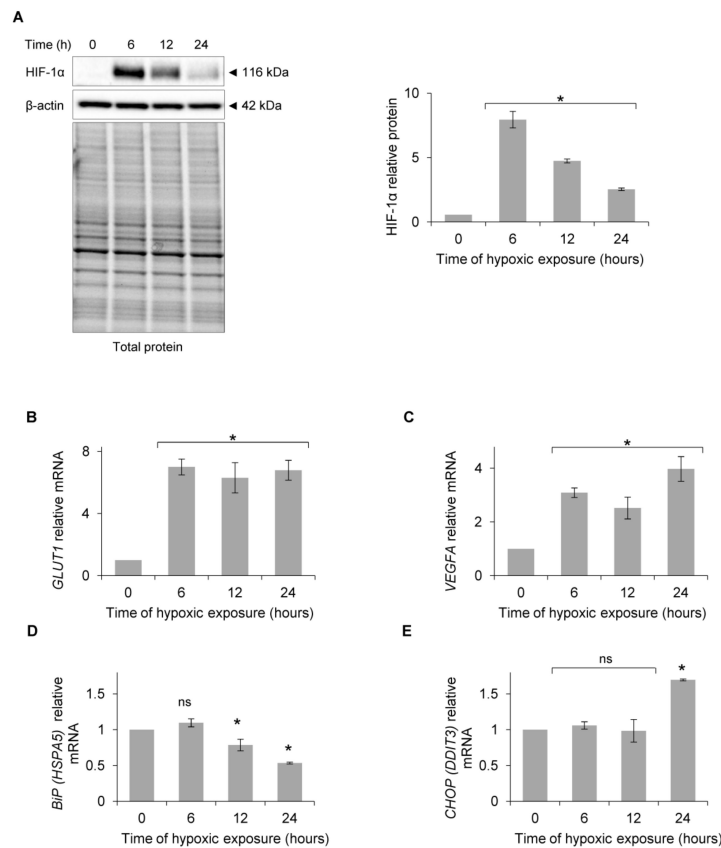 A
Time (h) 0 6 12 24
HIF-1α ◄ 116 kDa
β-actin ◄ 42 kDa
Total protein
HIF-1α relative protein
10
5
0
*
0 6 12 24
Time of hypoxic exposure (hours)
B
GLUT1 relative mRNA
8
4
0
*
0 6 12 24
Time of hypoxic exposure (hours)
C
VEGFA relative mRNA
4
2
0
*
0 6 12 24
Time of hypoxic exposure (hours)
D
BiP (HSPA5) relative
mRNA
1.5
1
0.5
0
ns
*
*
0 6 12 24
Time of hypoxic exposure (hours)
E
CHOP (DDIT3) relative
mRNA
1.5
1
0.5
0
ns
*
0 6 12 24
Time of hypoxic exposure (hours)